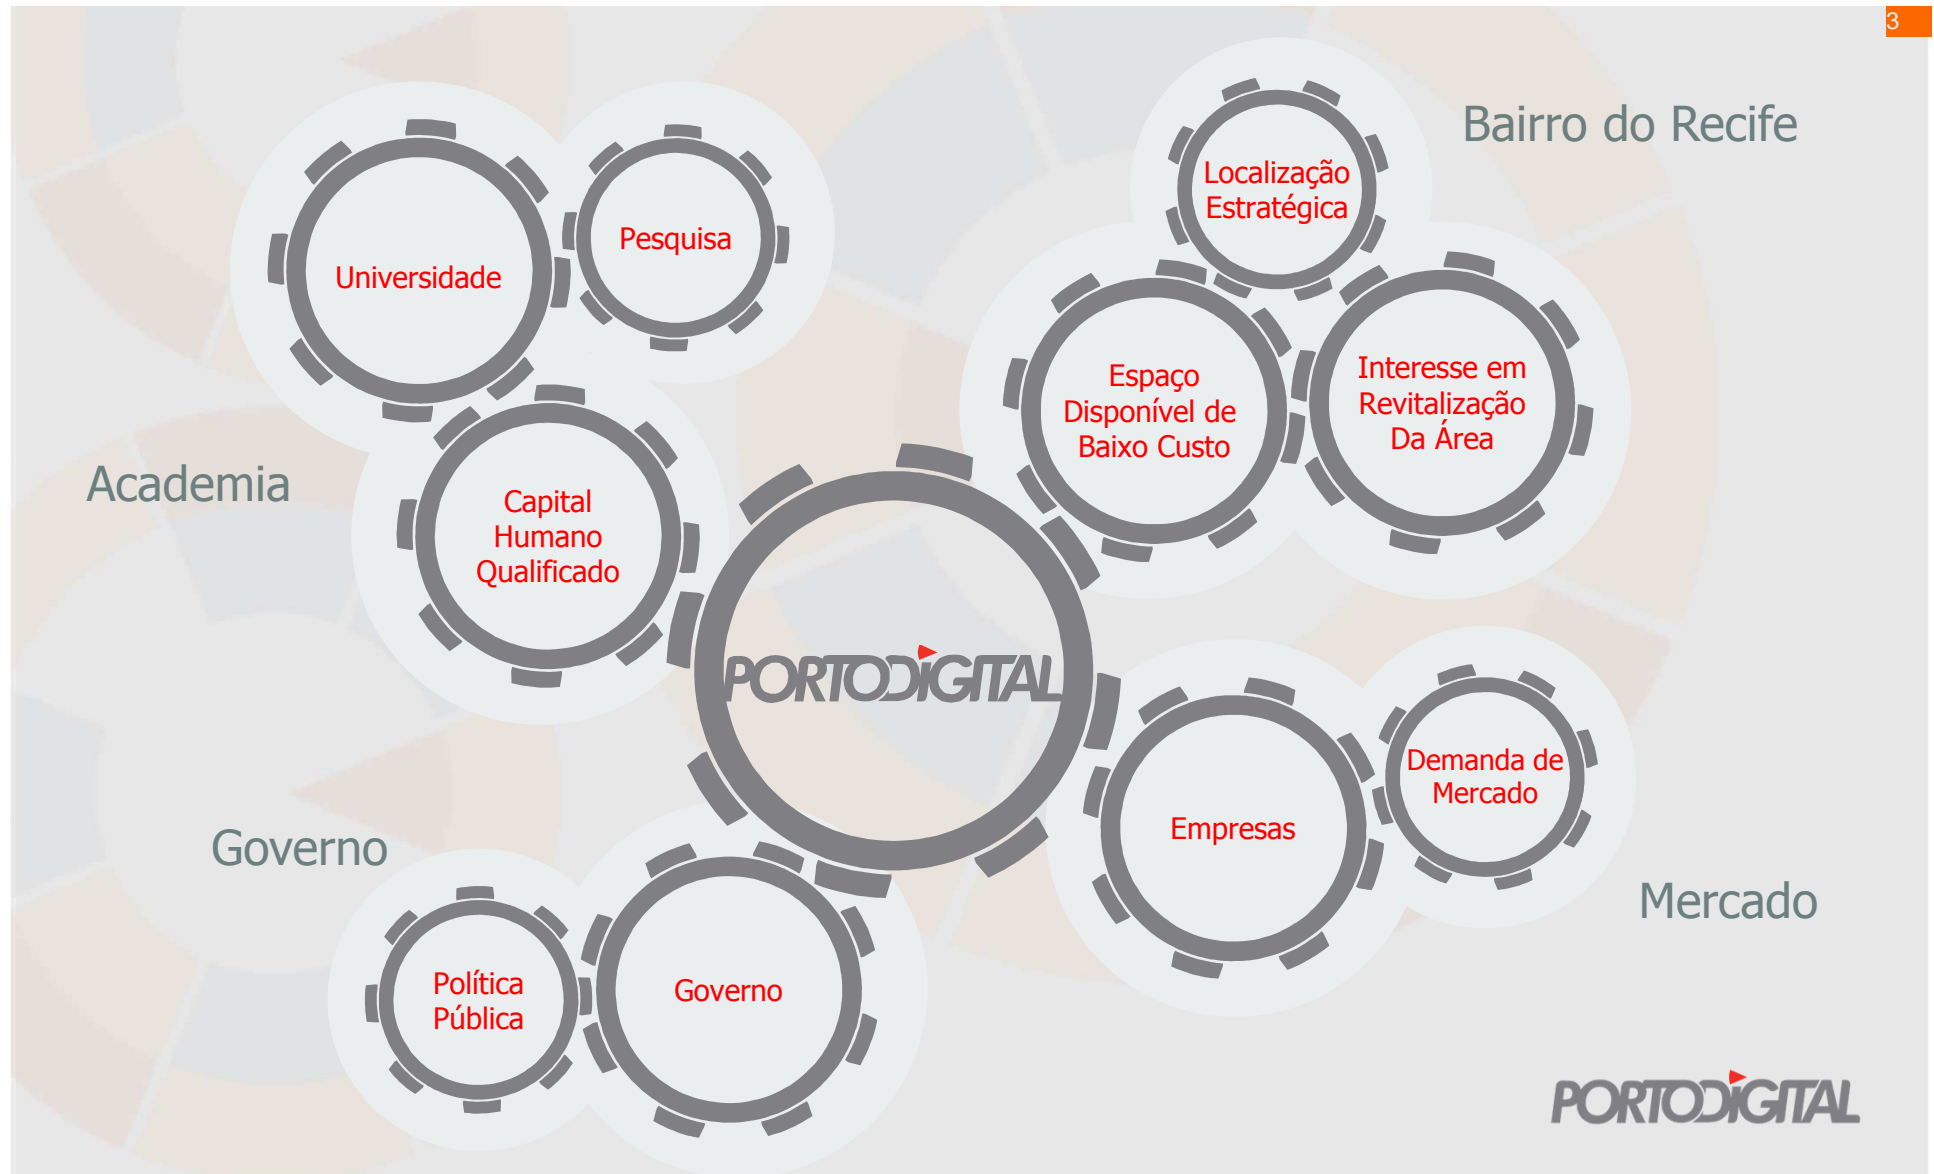 3
Bairro do Recife
Localização
Estratégica
Pesquisa
Universidade
Espaço
Disponível de
Baixo Custo
Interesse em
Revitalização
Da Área
Academia
Capital
Humano
Qualificado
PORTODIGITAL
Demanda de
Mercado
Empresas
Governo
Mercado
Política
Pública
Governo
PORTODIGITAL